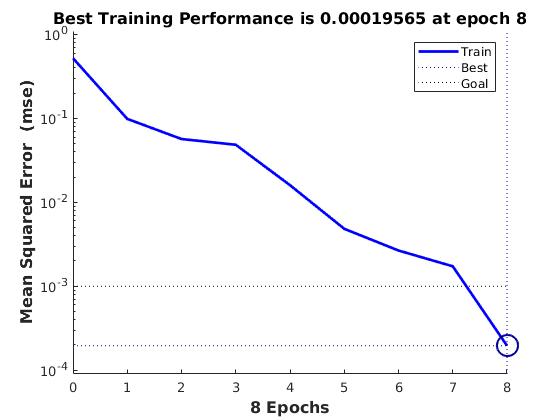 Best Training Performance is 0.00019565 at epoch 8
Train
Best
Goal
Mean Squared Error (mse)
10^0
10^-1
10^-2
10^-3
10^-4
0 1 2 3 4 5 6 7 8
8 Epochs